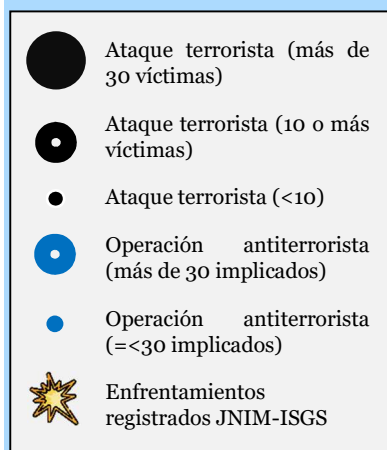 Ataque terrorista (más de
30 víctimas)
Ataque terrorista (10 o más
víctimas)
Ataque terrorista (<10)
Operación antiterrorista
(más de 30 implicados)
Operación antiterrorista
(=<30 implicados)
Enfrentamientos
registrados JNIM-ISGS